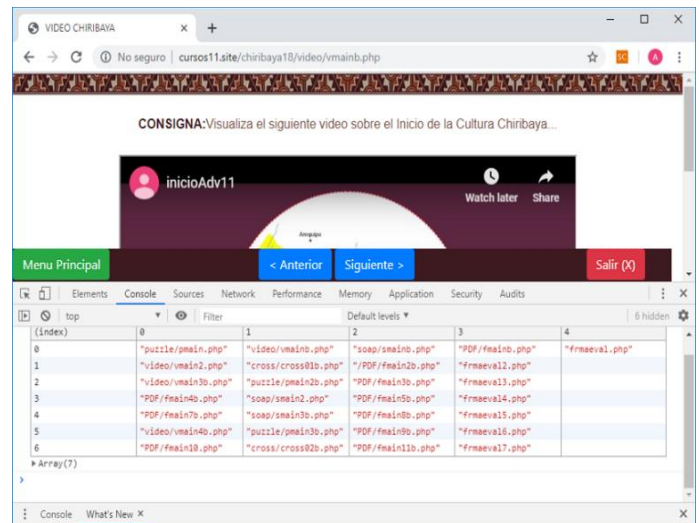 VIDEO CHIRIBAYA
No seguro | cursos11.site/chiribaya18/video/vmainb.php
SC A
CONSIGNA:Visualiza el siguiente video sobre el Inicio de la Cultura Chiribaya...
inicioAdv11
Watch later Share
Arequipa
Menu Principal < Anterior Siguiente > Salir (X)
Elements Console Sources Network Performance Memory Application Security Audits
top Filter Default levels 6 hidden
(index) 0 1 2 3 4
0 "puzzle/pmain.php" "video/vmainb.php" "soap/smainb.php" "PDF/fmainb.php" "frmaeval.php"
1 "video/vmain2.php" "cross/cross01b.php" "/PDF/fmain2b.php" "frmaeval2.php"
2 "video/vmain3b.php" "puzzle/pmain2b.php" "PDF/fmain3b.php" "frmaeval3.php"
3 "PDF/fmain4b.php" "soap/smain2.php" "PDF/fmain5b.php" "frmaeval4.php"
4 "PDF/fmain7b.php" "soap/smain3b.php" "PDF/fmain8b.php" "frmaeval5.php"
5 "video/vmain4b.php" "puzzle/pmain3b.php" "PDF/fmain9b.php" "frmaeval6.php"
6 "PDF/fmain10.php" "cross/cross02b.php" "PDF/fmain11b.php" "frmaeval7.php"
Array(7)
Console What's New